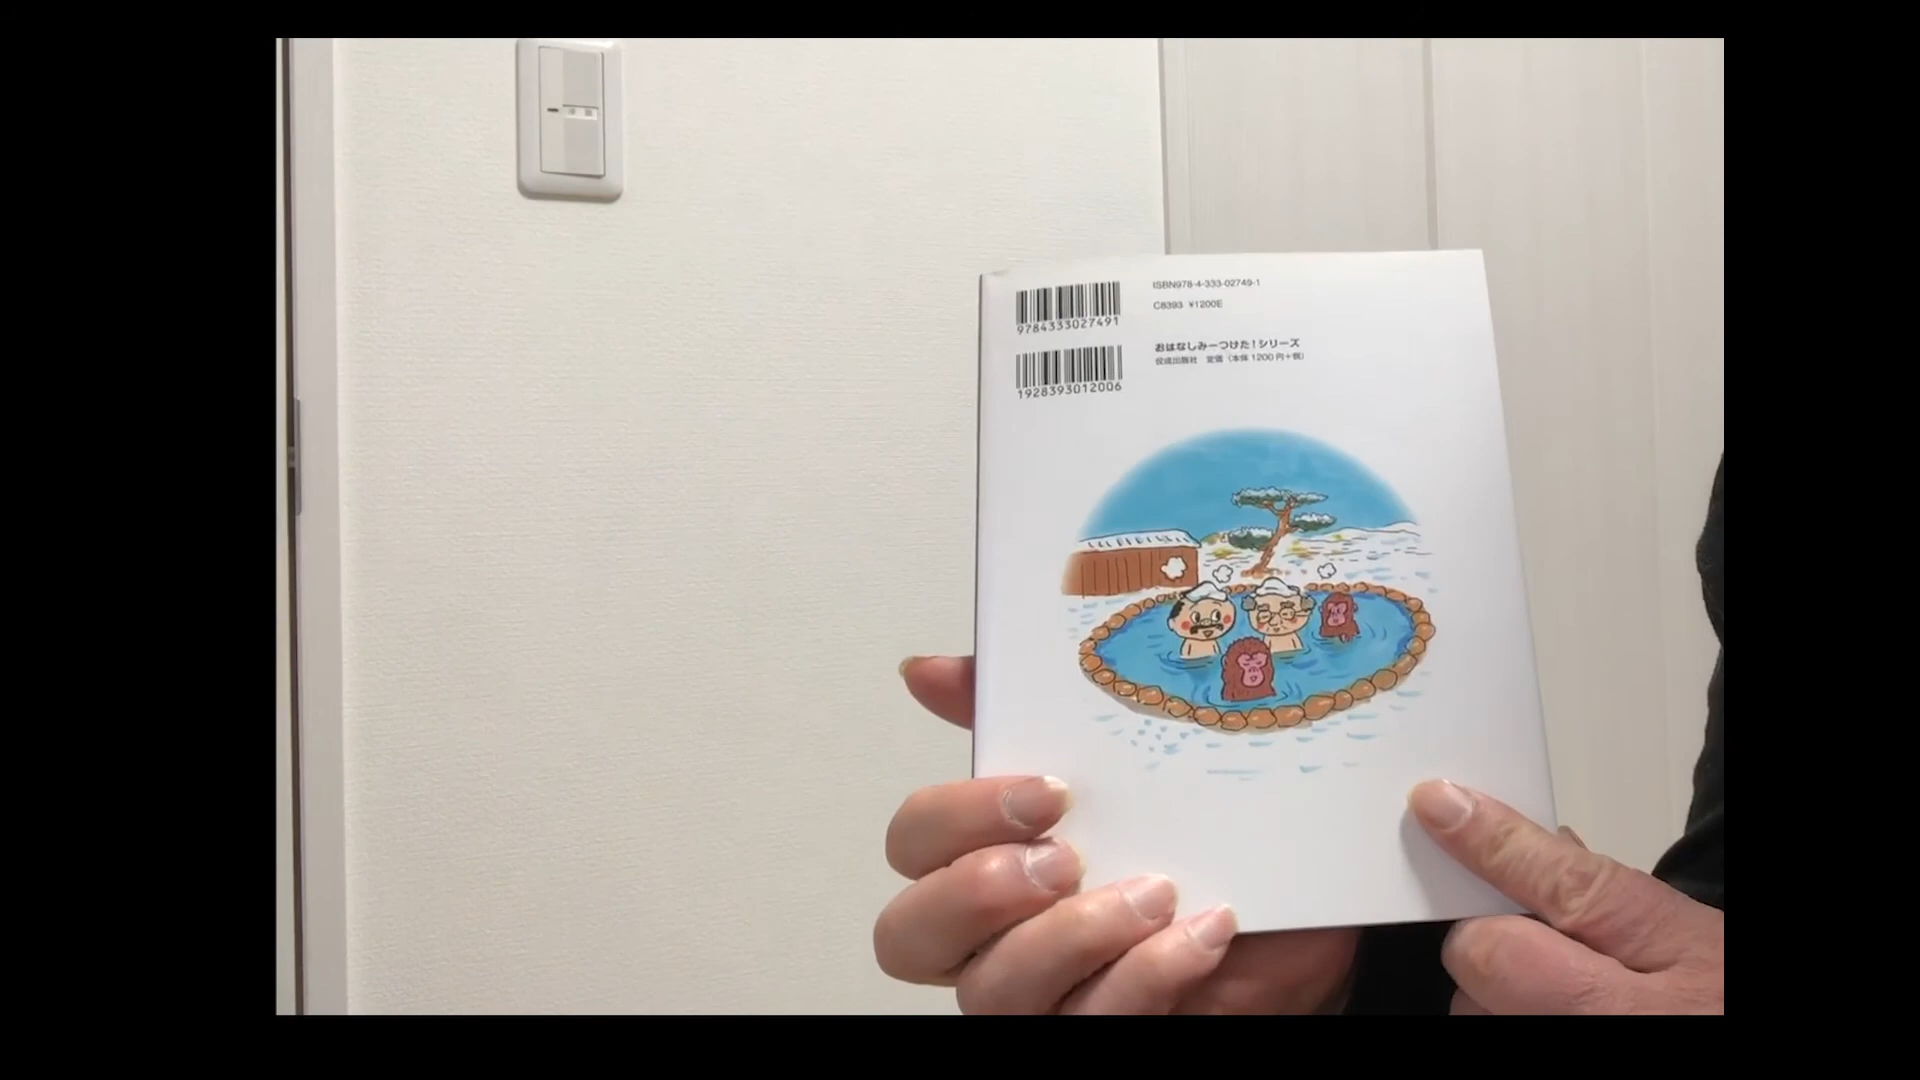 ISBN978-4-333-02749-1
C8393 ¥1200E
9784333027491
おはなしみーつけた!シリーズ
佼成出版社 定価(本体1200円+税)
1928393012006